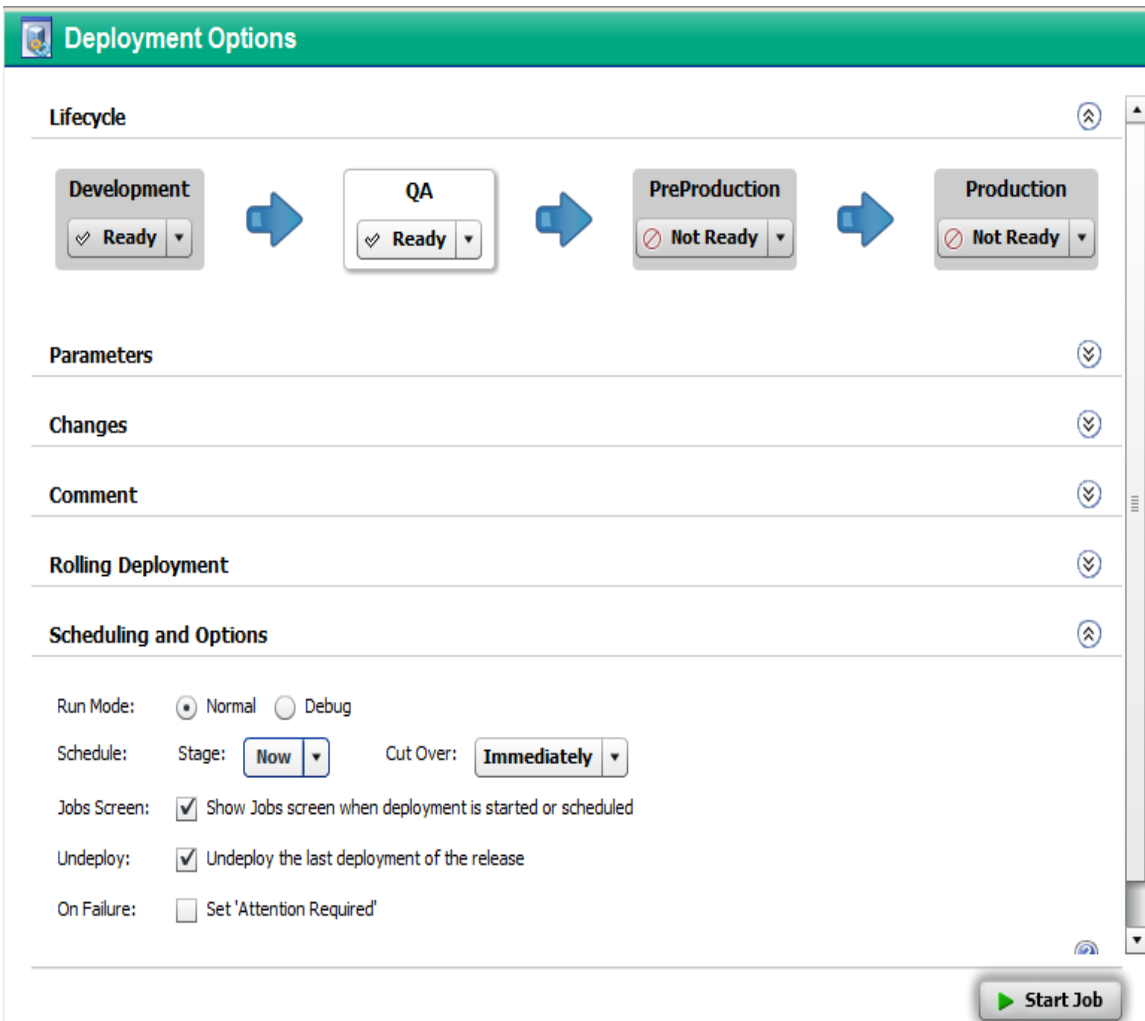 Deployment Options
Lifecycle
Development
QA
PreProduction
Production
Ready
Ready
Not Ready
Not Ready
Parameters
Changes
Comment
Rolling Deployment
Scheduling and Options
Run Mode: Normal Debug
Schedule: Stage: Now Cut Over: Immediately
Jobs Screen: Show Jobs screen when deployment is started or scheduled
Undeploy: Undeploy the last deployment of the release
On Failure: Set 'Attention Required'
Start Job